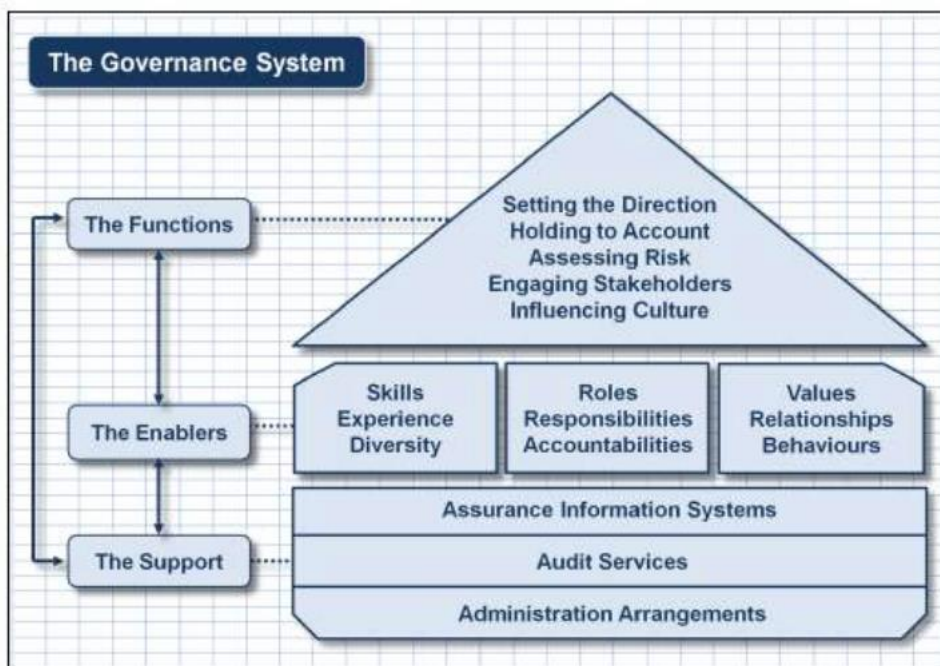 The Governance System
The Functions
Setting the Direction
Holding to Account
Assessing Risk
Engaging Stakeholders
Influencing Culture
The Enablers
Skills
Experience
Diversity
Roles
Responsibilities
Accountabilities
Values
Relationships
Behaviours
The Support
Assurance Information Systems
Audit Services
Administration Arrangements